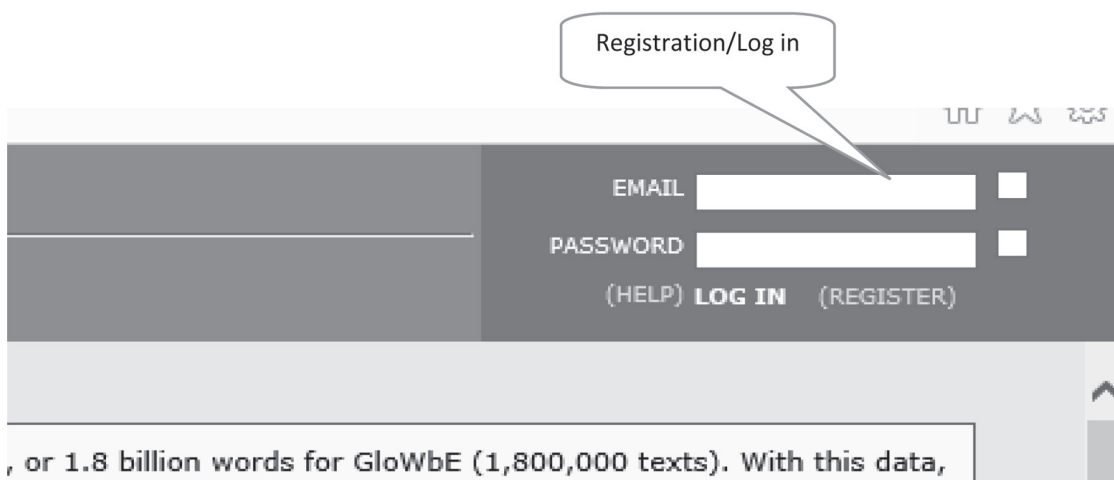 Registration/Log in
EMAIL
PASSWORD
(HELP) LOG IN (REGISTER)
, or 1.8 billion words for GloWbE (1,800,000 texts). With this data,